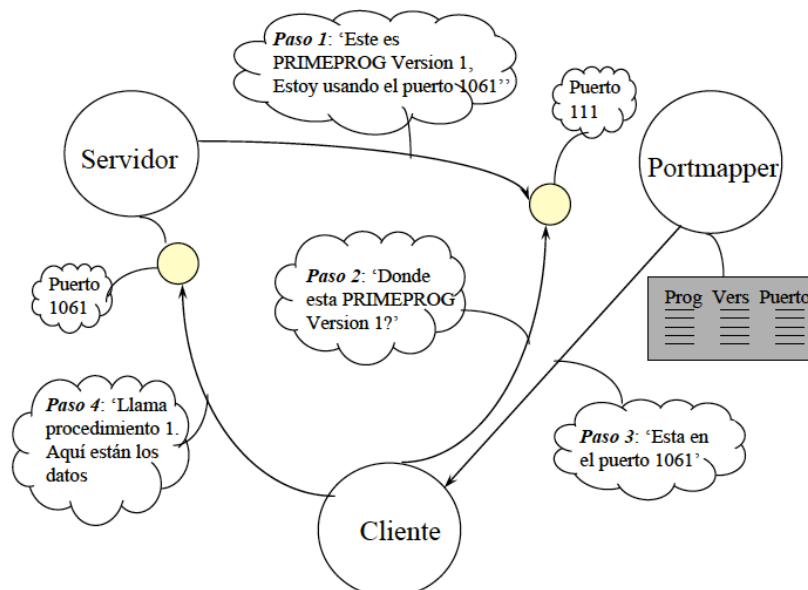 Paso 1: ‘Este es
PRIMEPROG Version 1,
Estoy usando el puerto 1061’’
Puerto
111
Servidor
Portmapper
Puerto
1061
Paso 2: ‘Donde
esta PRIMEPROG
Version 1?’
Prog Vers Puerto
Paso 4: ‘Llama
procedimiento 1.
Aquí están los
datos
Paso 3: ‘Esta en
el puerto 1061’
Cliente